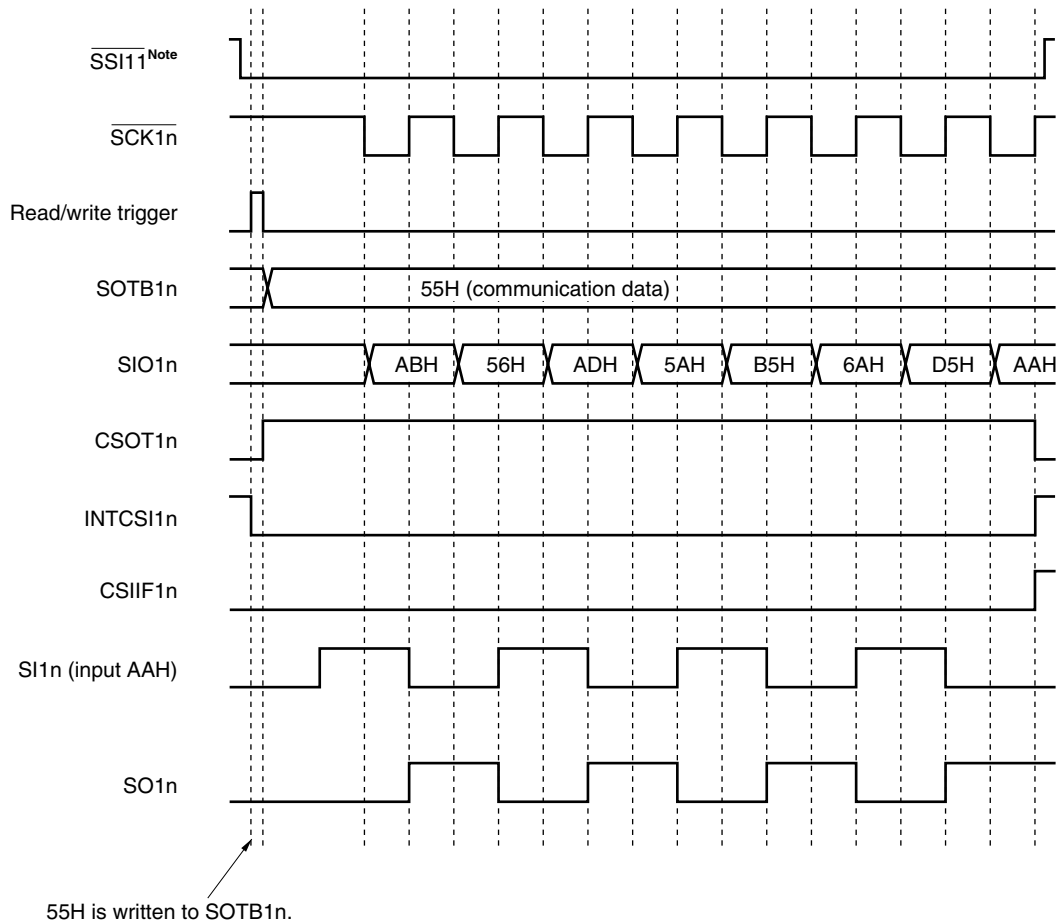 SSI11Note
SCK1n
Read/write trigger
SOTB1n
55H (communication data)
SIO1n
ABH
56H
ADH
5AH
B5H
6AH
D5H
AAH
CSOT1n
INTCSI1n
CSIIF1n
SI1n (input AAH)
SO1n
55H is written to SOTB1n.